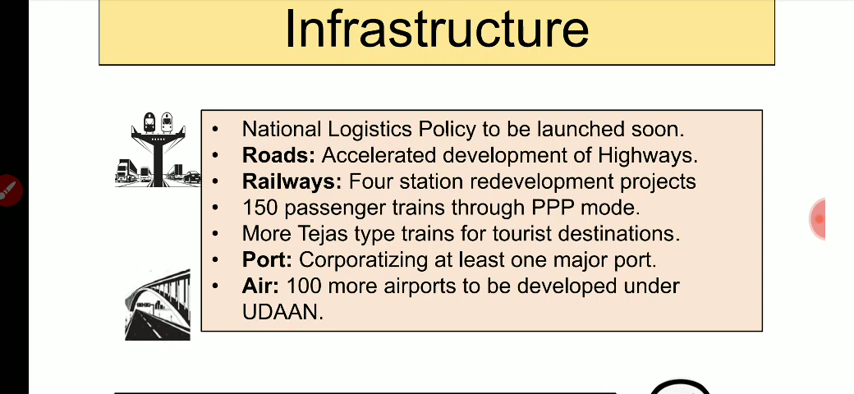 Infrastructure
• National Logistics Policy to be launched soon.
• Roads: Accelerated development of Highways.
• Railways: Four station redevelopment projects
• 150 passenger trains through PPP mode.
• More Tejas type trains for tourist destinations.
• Port: Corporatizing at least one major port.
• Air: 100 more airports to be developed under
UDAAN.